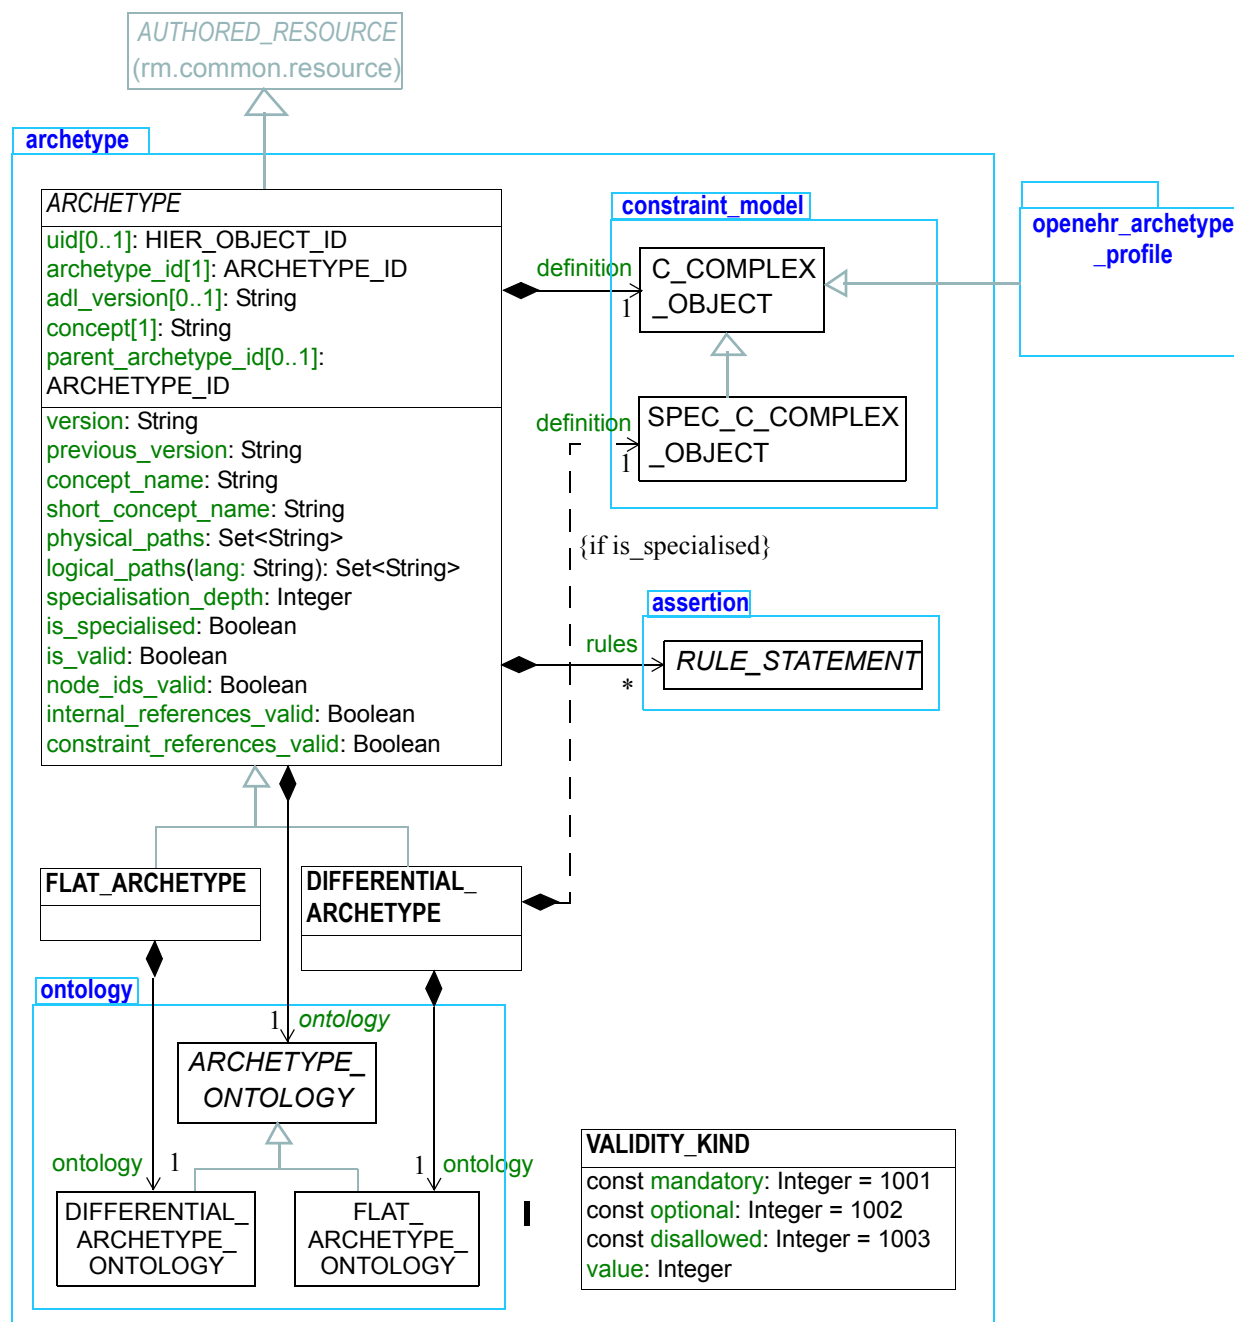 AUTHORED_RESOURCE
(rm.common.resource)
archetype
ARCHETYPE
uid[0..1]: HIER_OBJECT_ID
archetype_id[1]: ARCHETYPE_ID
adl_version[0..1]: String
concept[1]: String
parent_archetype_id[0..1]:
ARCHETYPE_ID
version: String
previous_version: String
concept_name: String
short_concept_name: String
physical_paths: Set<String>
logical_paths(lang: String): Set<String>
specialisation_depth: Integer
is_specialised: Boolean
is_valid: Boolean
node_ids_valid: Boolean
internal_references_valid: Boolean
constraint_references_valid: Boolean
definition
1
constraint_model
C_COMPLEX
_OBJECT
openehr_archetype
_profile
definition
1
SPEC_C_COMPLEX
_OBJECT
{if is_specialised}
assertion
rules
*
RULE_STATEMENT
FLAT_ARCHETYPE
DIFFERENTIAL_
ARCHETYPE
ontology
1 ontology
ARCHETYPE_
ONTOLOGY
ontology 1
1 ontology
DIFFERENTIAL_
ARCHETYPE_
ONTOLOGY
FLAT_
ARCHETYPE_
ONTOLOGY
VALIDITY_KIND
const mandatory: Integer = 1001
const optional: Integer = 1002
const disallowed: Integer = 1003
value: Integer